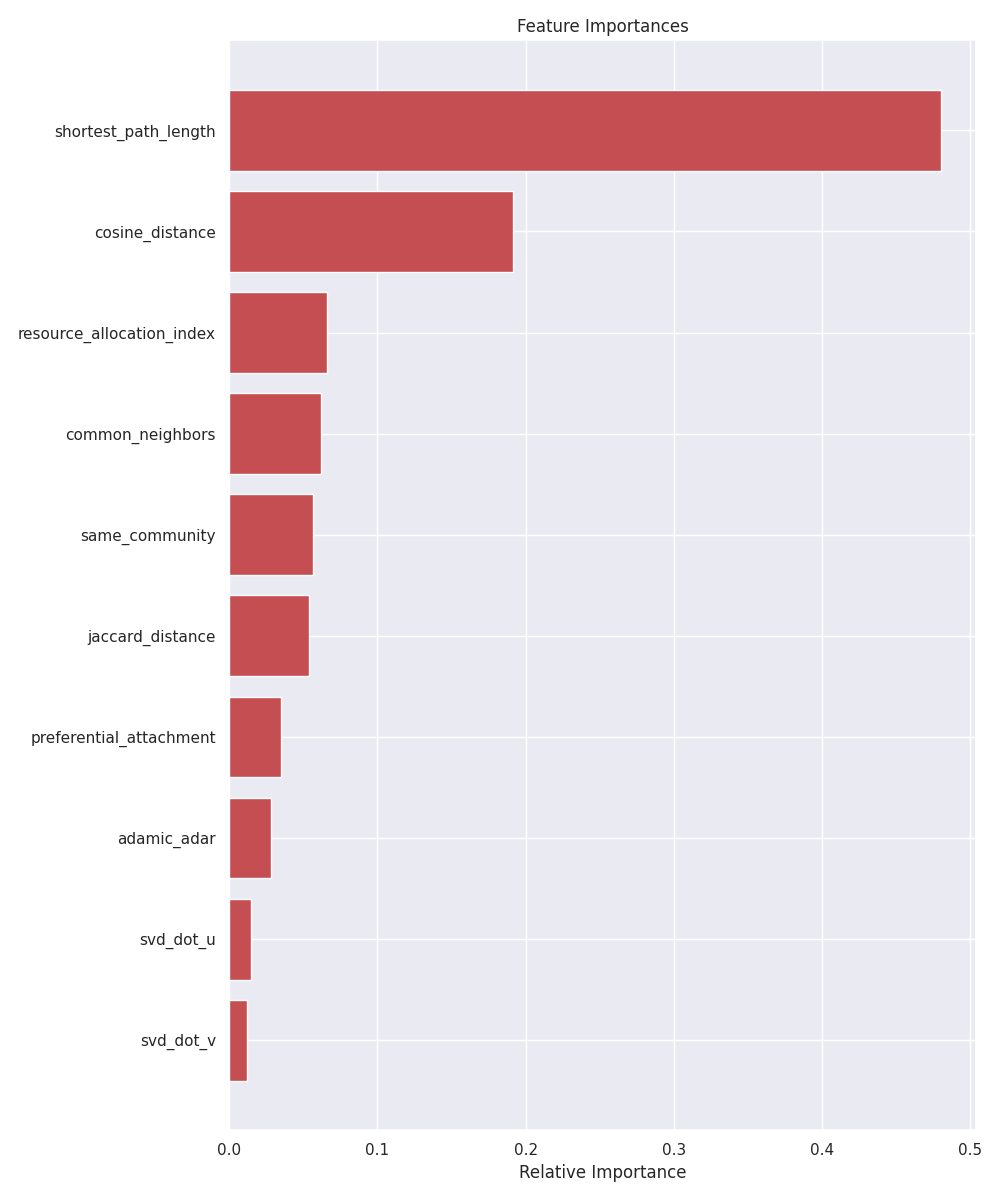 Feature Importances
shortest_path_length
cosine_distance
resource_allocation_index
common_neighbors
same_community
jaccard_distance
preferential_attachment
adamic_adar
svd_dot_u
svd_dot_v
0.0 0.1 0.2 0.3 0.4 0.5
Relative Importance